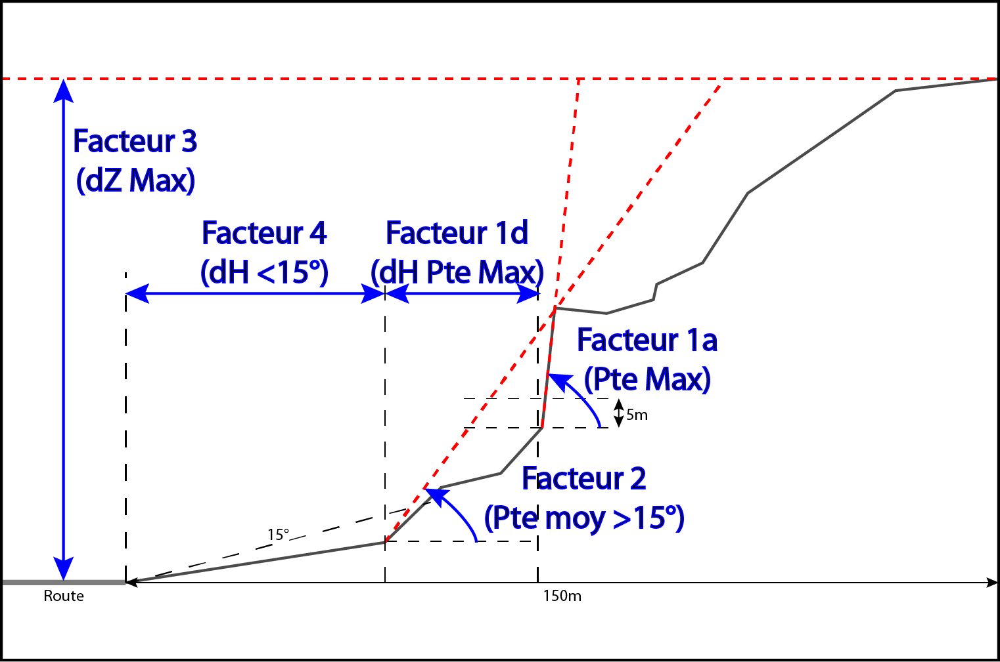 Facteur 3
(dZ Max)
Facteur 4
(dH <15°)
Facteur 1d
(dH Pte Max)
Facteur 1a
(Pte Max)
5m
Facteur 2
(Pte moy >15°)
15°
Route
150m